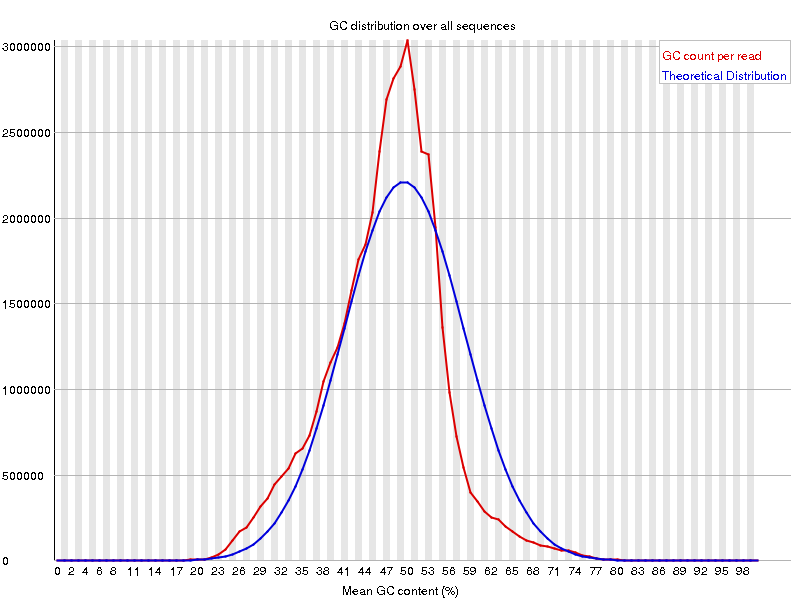 GC distribution over all sequences
GC count per read
Theoretical Distribution
3000000
2500000
2000000
1500000
1000000
500000
0
0 2 4 6 8 11 14 17 20 23 26 29 32 35 38 41 44 47 50 53 56 59 62 65 68 71 74 77 80 83 86 89 92 95 98
Mean GC content (%)